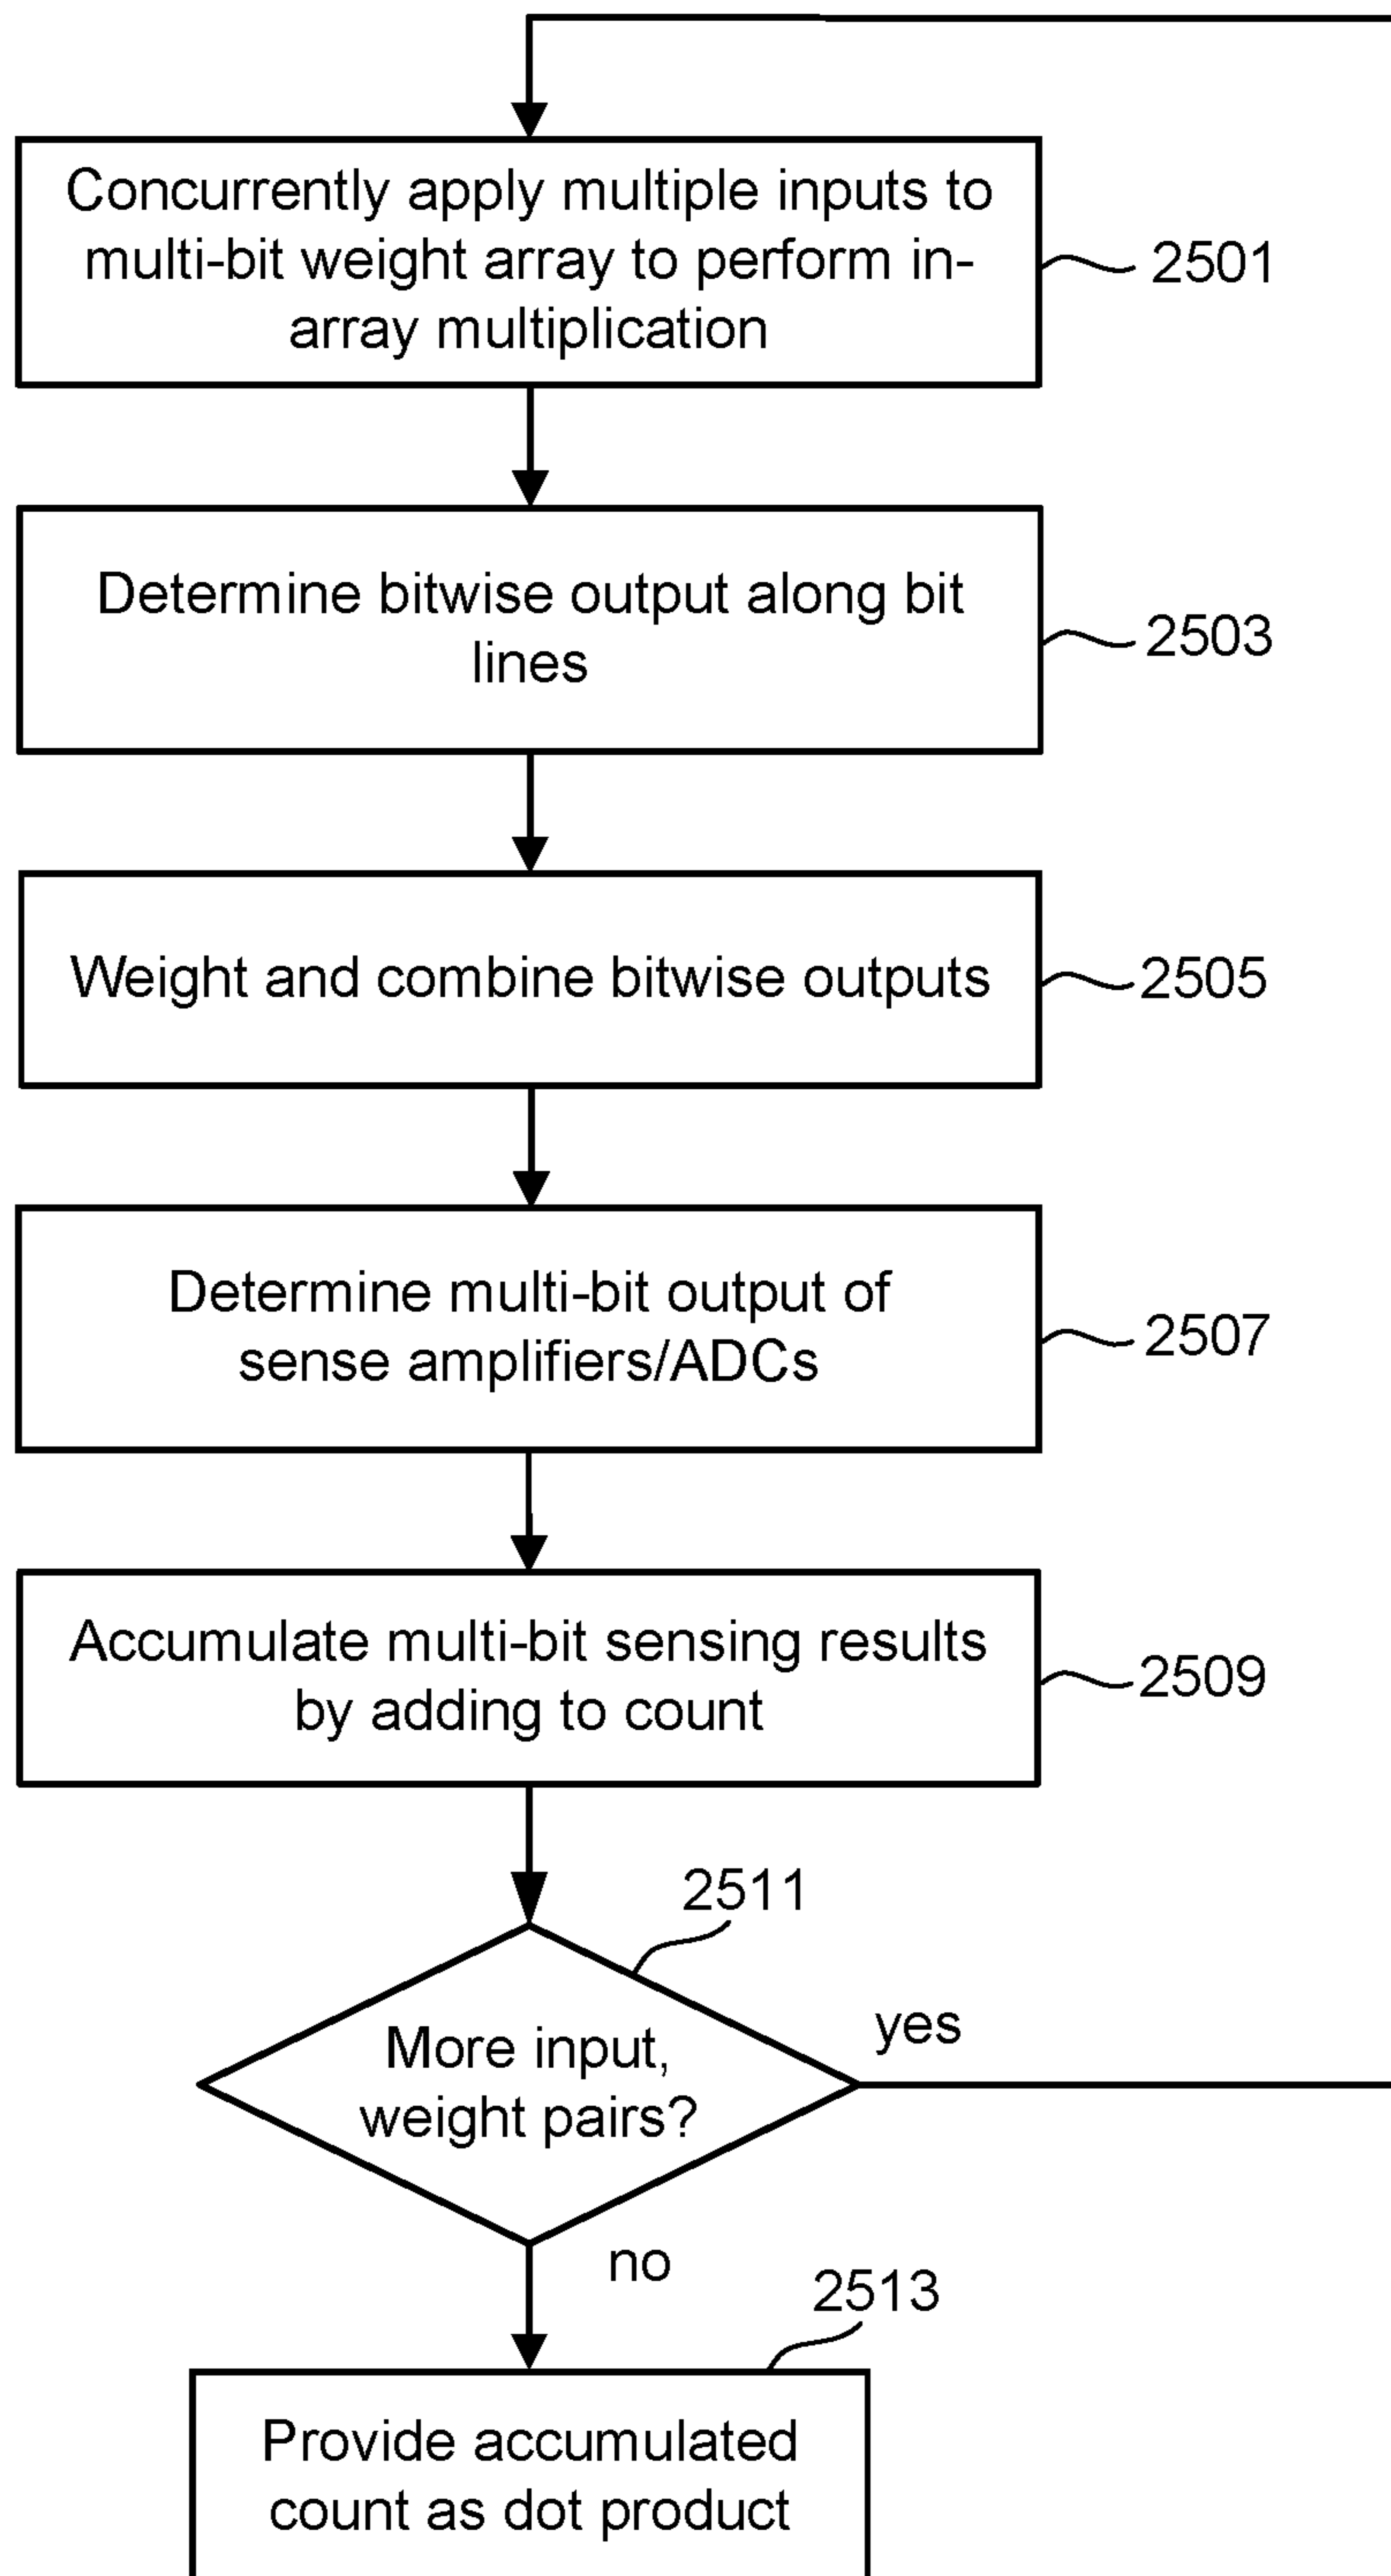 Concurrently apply multiple inputs to
multi-bit weight array to perform in-
array multiplication
2501
Determine bitwise output along bit
lines
2503
Weight and combine bitwise outputs
2505
Determine multi-bit output of
sense amplifiers/ADCs
2507
Accumulate multi-bit sensing results
by adding to count
2509
2511
More input,
weight pairs?
yes
no
2513
Provide accumulated
count as dot product